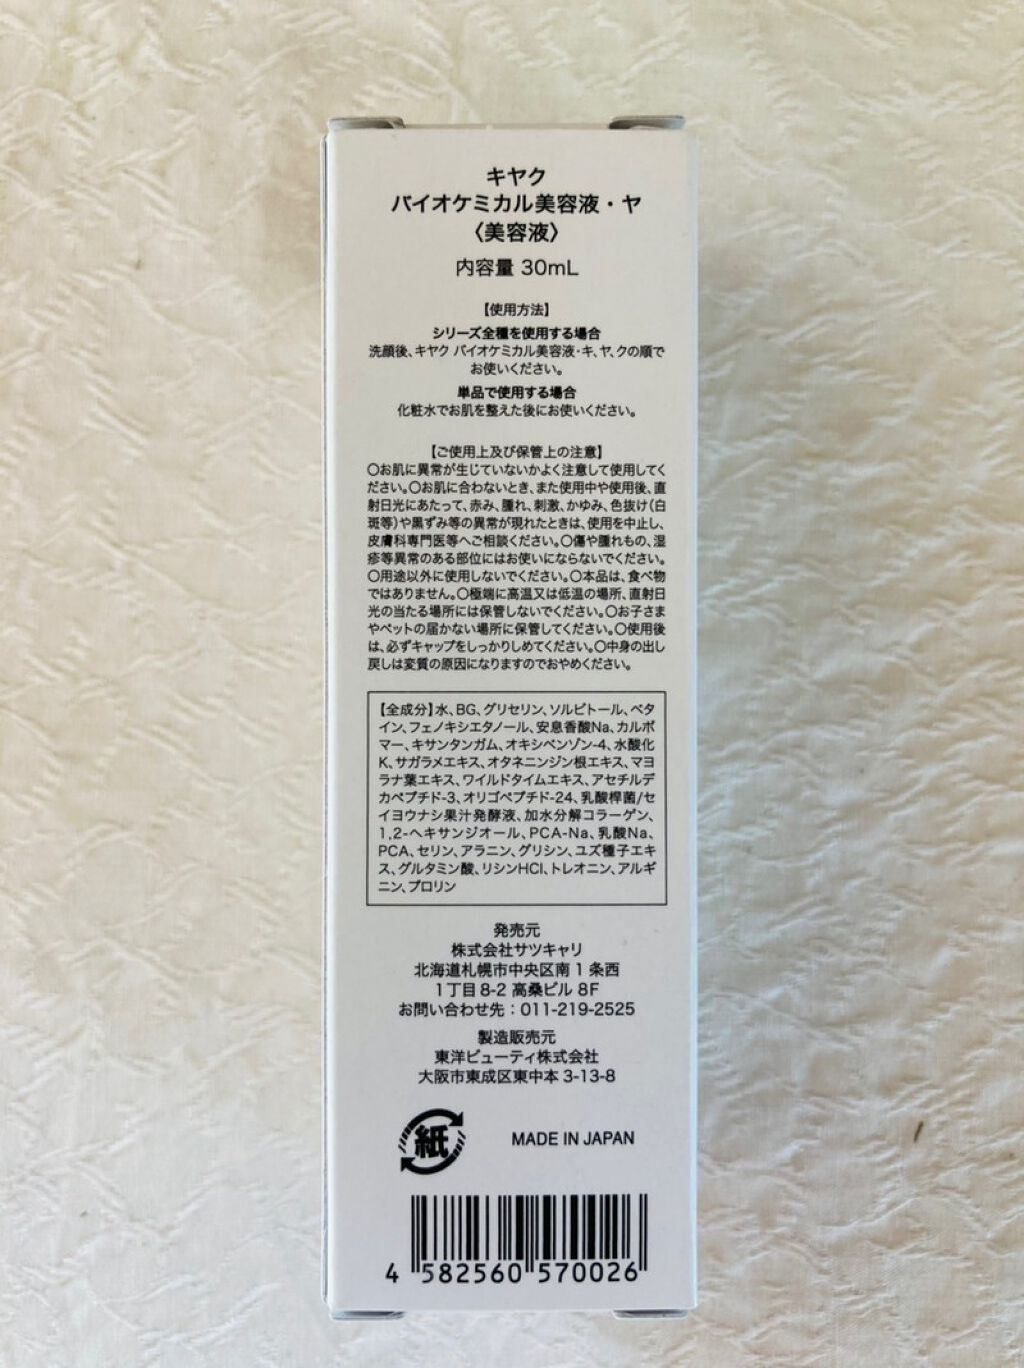 キヤク
バイオケミカル美容液・ヤ
〈美容液〉
内容量 30mL
【使用方法】
シリーズ全種を使用する場合
洗顔後、キヤク バイオケミカル美容液・キ、ヤ、クの順で
お使いください。
単品で使用する場合
化粧水でお肌を整えた後にお使いください。
【ご使用上及び保管上の注意】
〇お肌に異常が生じていないかよく注意して使用してく
ださい。〇お肌に合わないとき、また使用中や使用後、直
射日光にあたって、赤み、腫れ、刺激、かゆみ、色抜け(白
斑等)や黒ずみ等の異常が現れたときは、使用を中止し、
皮膚科専門医等へご相談ください。〇傷や腫れもの、湿
疹等異常のある部位にはお使いにならないでください。
〇用途以外に使用しないでください。〇本品は、食べ物
ではありません。〇極端に高温又は低温の場所、直射日
光の当たる場所には保管しないでください。〇お子さま
やペットの届かない場所に保管してください。〇使用後
は、必ずキャップをしっかりしめてください。〇中身の出し
戻しは変質の原因になりますのでおやめください。
【全成分】水、BG、グリセリン、ソルビトール、ベタ
イン、フェノキシエタノール、安息香酸Na、カルボ
マー、キサンタンガム、オキシベンゾン-4、水酸化
K、サガラメエキス、オタネニンジン根エキス、マヨ
ラナ葉エキス、ワイルドタイムエキス、アセチルデ
カペプチド-3、オリゴペプチド-24、乳酸桿菌/セ
イヨウナシ果汁発酵液、加水分解コラーゲン、
1,2-ヘキサンジオール、PCA-Na、乳酸Na、
PCA、セリン、アラニン、グリシン、ユズ種子エキ
ス、グルタミン酸、リシンHCl、トレオニン、アルギ
ニン、プロリン
発売元
株式会社サツキャリ
北海道札幌市中央区南1条西
1丁目8-2 高桑ビル 8F
お問い合わせ先：011-219-2525
製造販売元
東洋ビューティ株式会社
大阪市東成区東中本 3-13-8
紙
MADE IN JAPAN
4 582560 570026